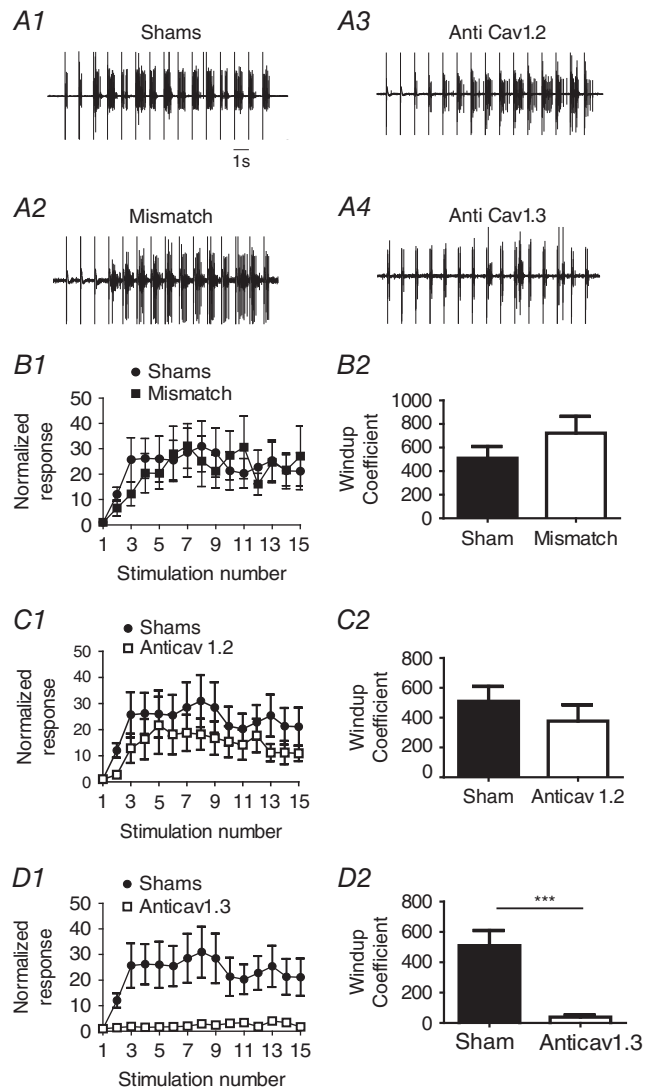 A1
Shams
1s
A3
Anti Cav1.2
A2
Mismatch
A4
Anti Cav1.3
B1
Shams
Mismatch
Normalized
response
50
40
30
20
10
0
1 3 5 7 9 11 13 15
Stimulation number
B2
Windup
Coefficient
1000
800
600
400
200
0
Sham Mismatch
C1
Shams
Anticav 1.2
Normalized
response
50
40
30
20
10
0
1 3 5 7 9 11 13 15
Stimulation number
C2
Windup
Coefficient
800
600
400
200
0
Sham Anticav 1.2
D1
Shams
Anticav1.3
Normalized
response
50
40
30
20
10
0
1 3 5 7 9 11 13 15
Stimulation number
D2
Windup
Coefficient
800
600
400
200
0
***
Sham Anticav1.3